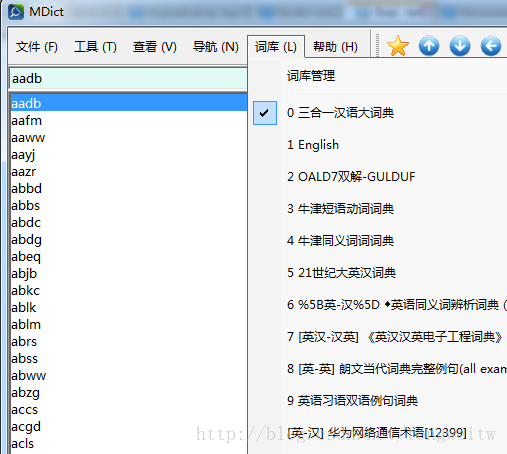 MDict
文件 (F) 工具 (T) 查看 (V) 导航 (N) 词库 (L) 帮助 (H)
aadb
aadb
aafm
aaww
aayj
aazr
abbd
abbs
abdc
abdg
abeq
abjb
abkc
ablk
ablm
abrs
abss
abww
abzg
accs
acgd
acls
词库管理
0 三合一汉语大词典
1 English
2 OALD7双解-GULDUF
3 牛津短语动词词典
4 牛津同义词词词典
5 21世纪大英汉词典
6 %5B英-汉%5D ♦英语同义词辨析词典 (
7 [英汉-汉英] 《英汉汉英电子工程词典》
8 [英-英] 朗文当代词典完整例句(all exam
9 英语习语双语例句词典
[英-汉] 华为网络通信术语[12399]